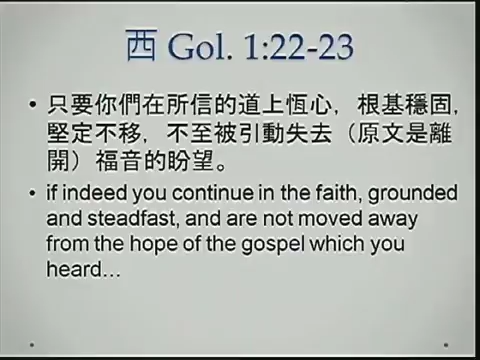 西 Gol. 1:22-23
• 只要你們在所信的道上恆心，根基穩固，
堅定不移，不至被引動失去（原文是離
開）福音的盼望。
• if indeed you continue in the faith, grounded
and steadfast, and are not moved away
from the hope of the gospel which you
heard…